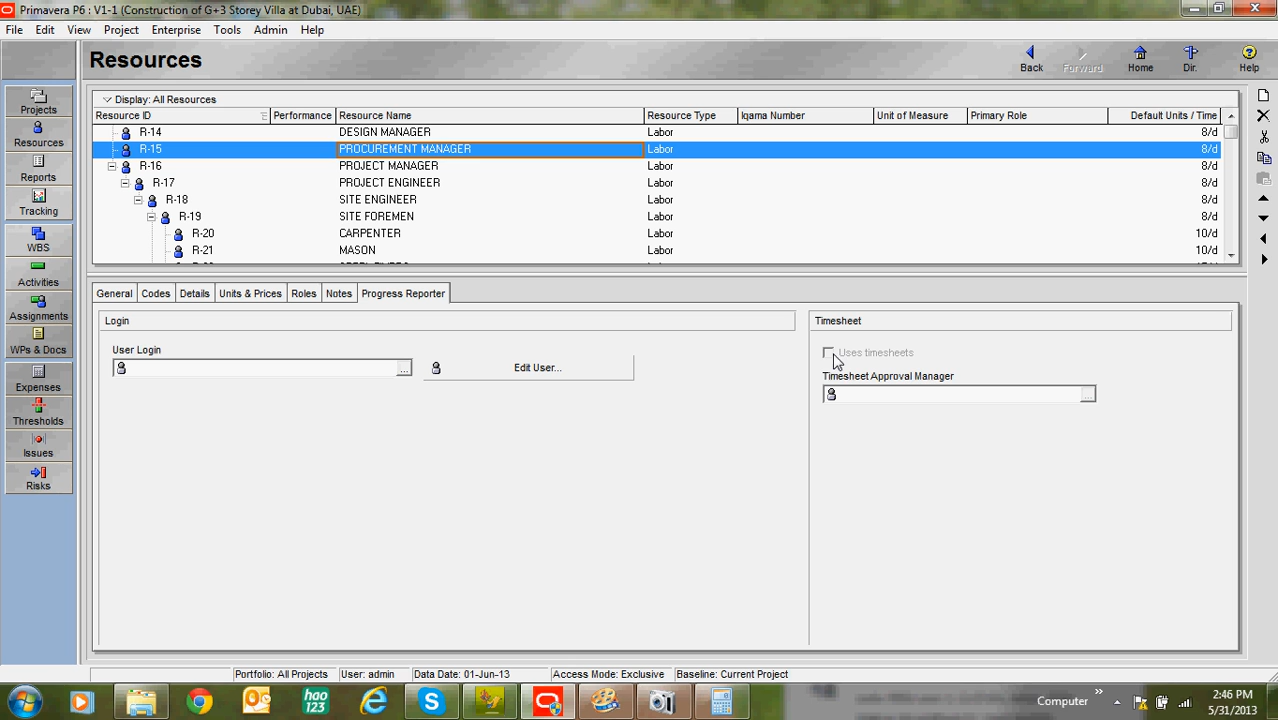 Primavera P6 : V1-1 (Construction of G+3 Storey Villa at Dubai, UAE)
File Edit View Project Enterprise Tools Admin Help
Resources
Back Forward Home Dir. Help
Display: All Resources
Resource ID Performance Resource Name Resource Type Iqama Number Unit of Measure Primary Role Default Units / Time
R-14 DESIGN MANAGER Labor 8/d
R-15 PROCUREMENT MANAGER Labor 8/d
R-16 PROJECT MANAGER Labor 8/d
R-17 PROJECT ENGINEER Labor 8/d
R-18 SITE ENGINEER Labor 8/d
R-19 SITE FOREMEN Labor 8/d
R-20 CARPENTER Labor 10/d
R-21 MASON Labor 10/d
Projects
Resources
Reports
Tracking
WBS
Activities
Assignments
WPs & Docs
Expenses
Thresholds
Issues
Risks
General Codes Details Units & Prices Roles Notes Progress Reporter
Login
User Login
...
Edit User...
Timesheet
Uses timesheets
Timesheet Approval Manager
...
Portfolio: All Projects User: admin Data Date: 01-Jun-13 Access Mode: Exclusive Baseline: Current Project
hao
123
Computer
2:46 PM
5/31/2013